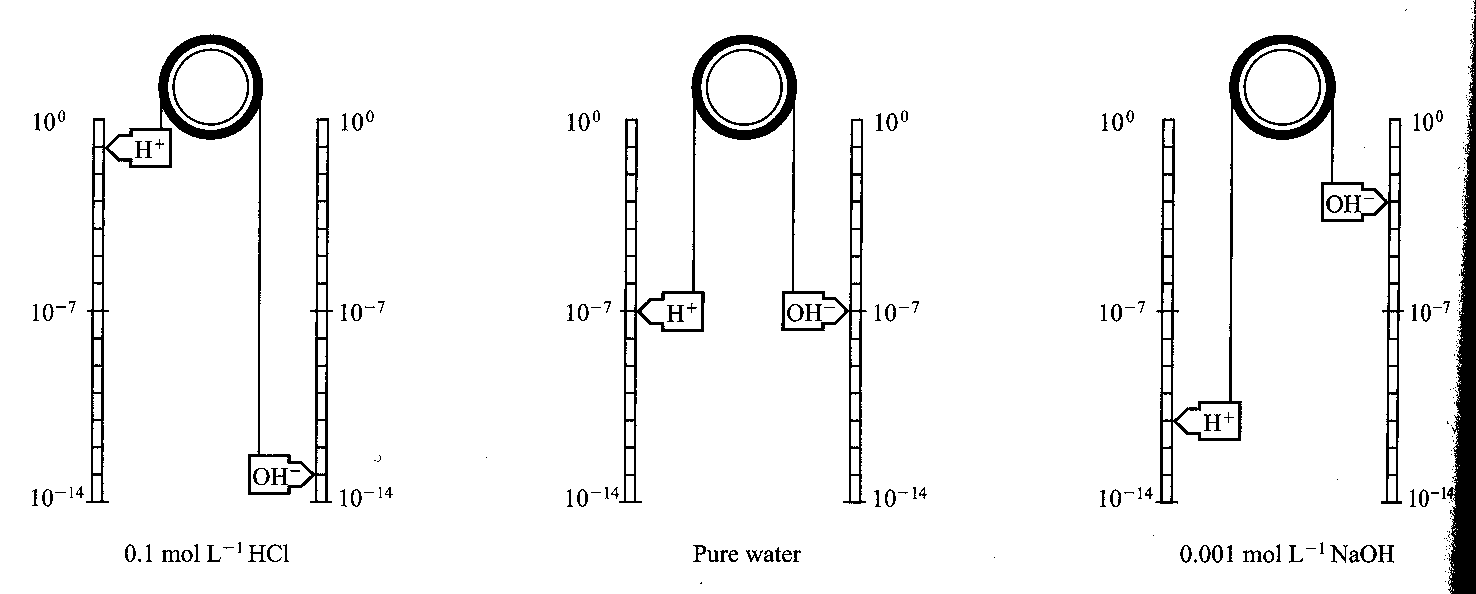 10⁰ 10⁰ 10⁰ 10⁰ 10⁰ 10⁰
H⁺
OH⁻
10⁻⁷ 10⁻⁷ 10⁻⁷ H⁺ OH⁻ 10⁻⁷ 10⁻⁷ 10⁻⁷
H⁺
OH⁻
10⁻¹⁴ 10⁻¹⁴ 10⁻¹⁴ 10⁻¹⁴ 10⁻¹⁴ 10⁻¹⁴
0.1 mol L⁻¹ HCl Pure water 0.001 mol L⁻¹ NaOH